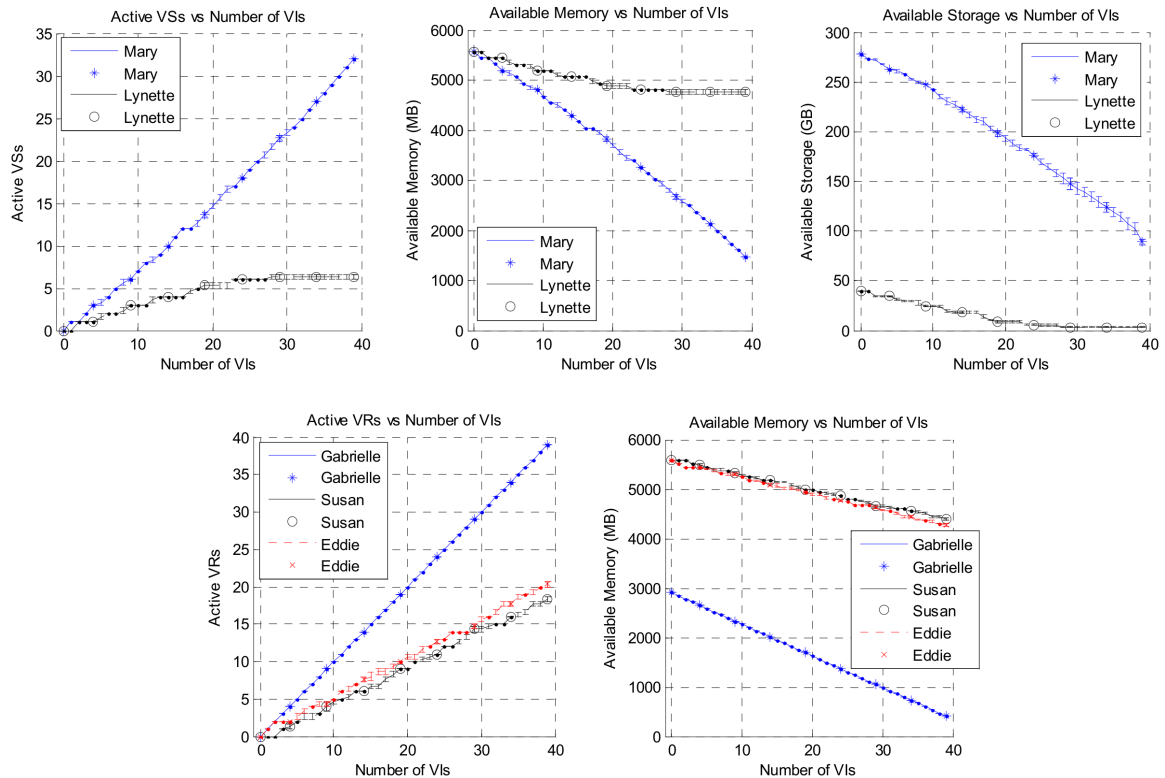 Active VSs vs Number of VIs
35
30
25
20
15
10
5
0
Active VSs
Mary
Mary
Lynette
Lynette
0
10
20
30
40
Number of VIs
Available Memory vs Number of VIs
6000
5000
4000
3000
2000
1000
0
Available Memory (MB)
Mary
Mary
Lynette
Lynette
0
10
20
30
40
Number of VIs
Available Storage vs Number of VIs
300
250
200
150
100
50
0
Available Storage (GB)
Mary
Mary
Lynette
Lynette
0
10
20
30
40
Number of VIs
Active VRs vs Number of VIs
40
35
30
25
20
15
10
5
0
Active VRs
Gabrielle
Gabrielle
Susan
Susan
Eddie
Eddie
0
10
20
30
40
Number of VIs
Available Memory vs Number of VIs
6000
5000
4000
3000
2000
1000
0
Available Memory (MB)
Gabrielle
Gabrielle
Susan
Susan
Eddie
Eddie
0
10
20
30
40
Number of VIs